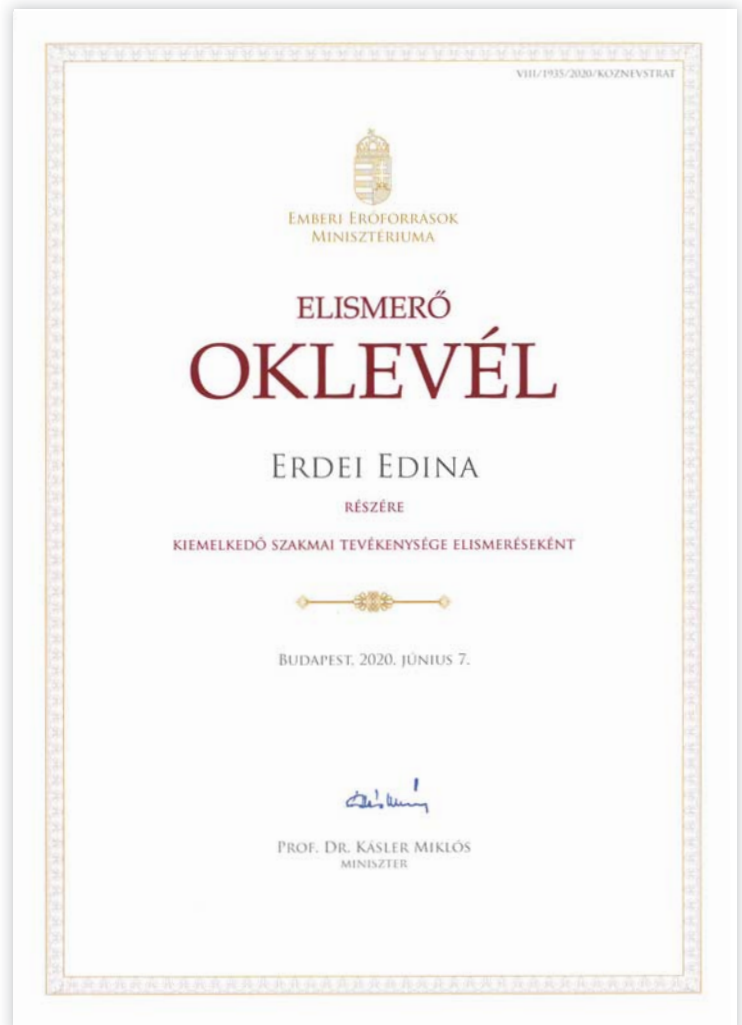 VIII/1935/2020/KOZNEVSTRAT
Emberi Erőforrások
Minisztériuma
ELISMERŐ
OKLEVÉL
Erdei Edina
részére
kiemelkedő szakmai tevékenysége elismeréseként
Budapest, 2020. június 7.
Prof. Dr. Kásler Miklós
miniszter